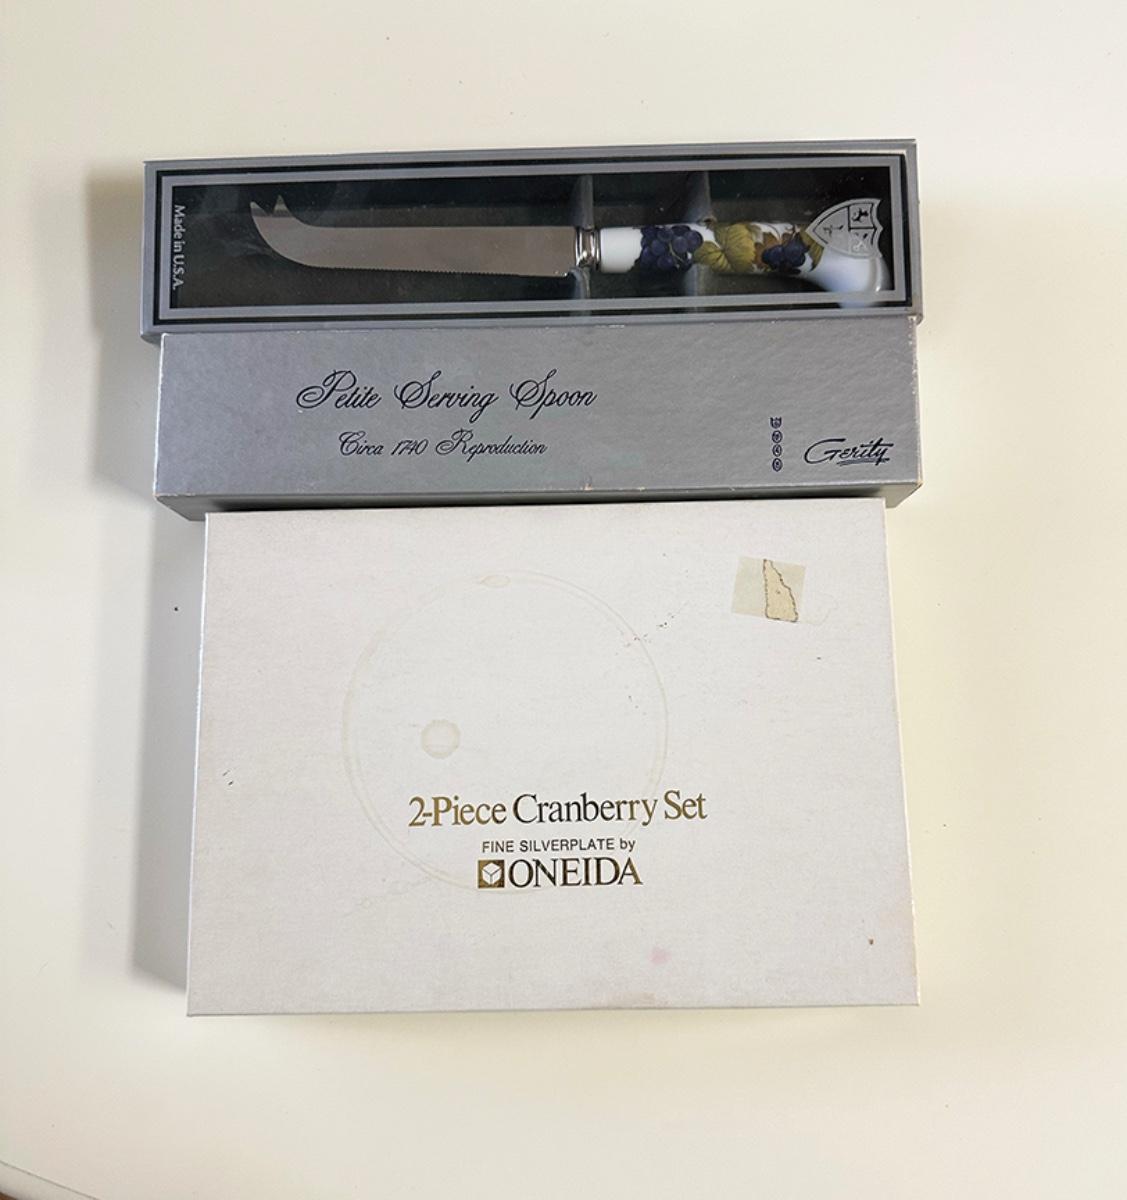 Made in U.S.A.
Petite Serving Spoon
Circa 1740 Reproduction
Gerity
2-Piece Cranberry Set
FINE SILVERPLATE by
ONEIDA